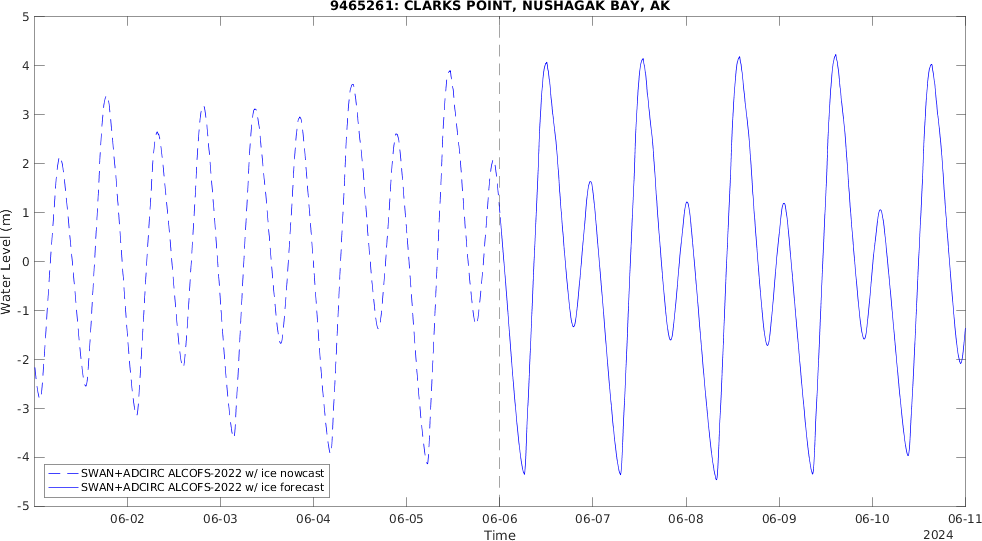 9465261: CLARKS POINT, NUSHAGAK BAY, AK
5
4
3
2
1
0
-1
-2
-3
-4
-5
Water Level (m)
SWAN+ADCIRC ALCOFS-2022 w/ ice nowcast
SWAN+ADCIRC ALCOFS-2022 w/ ice forecast
06-02 06-03 06-04 06-05 06-06 06-07 06-08 06-09 06-10 06-11
Time
2024